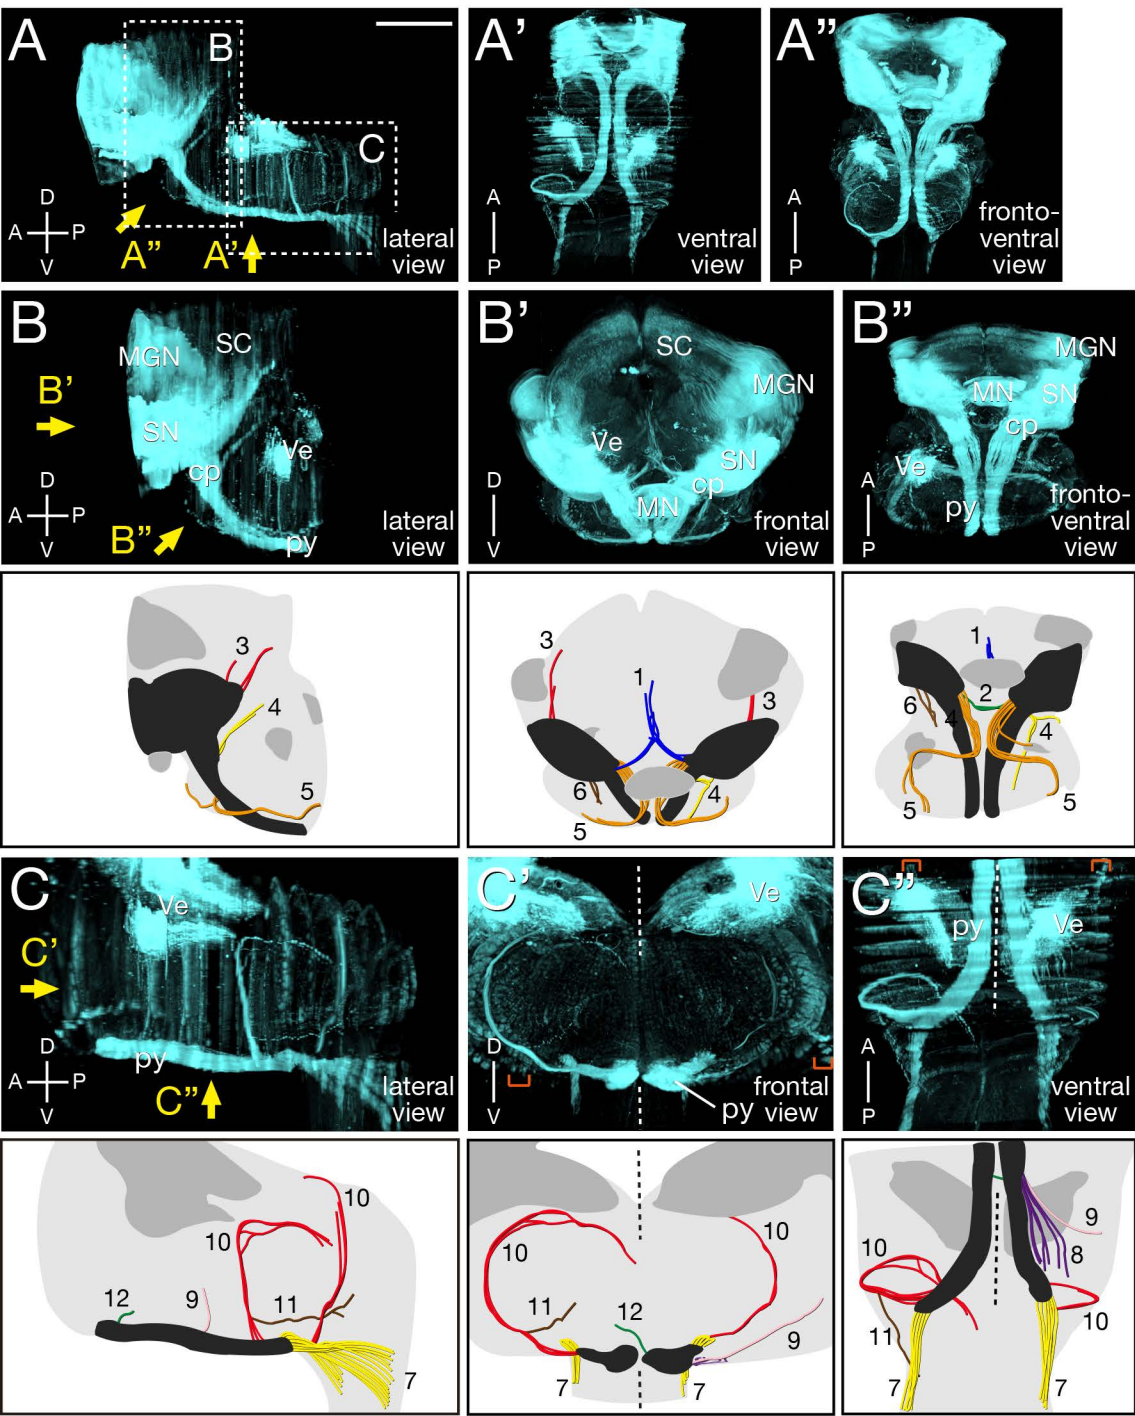 A
B
C
D
A
P
V
A”
A’
lateral
view
A’
A
P
ventral
view
A”
A
P
fronto-
ventral
view
B
MGN
SC
B’
SN
Ve
cp
D
A
P
V
B”
py
lateral
view
B’
SC
MGN
Ve
SN
cp
MN
D
V
frontal
view
B”
MGN
MN
SN
cp
Ve
py
A
P
fronto-
ventral
view
3
4
5
3
1
3
6
4
5
1
6
2
4
4
5
5
C
Ve
C’
py
D
A
P
V
C”
lateral
view
C’
Ve
D
V
py
frontal
view
C”
py
Ve
A
P
ventral
view
10
10
12
9
11
7
10
10
11
12
9
7
7
10
9
8
11
10
7
7